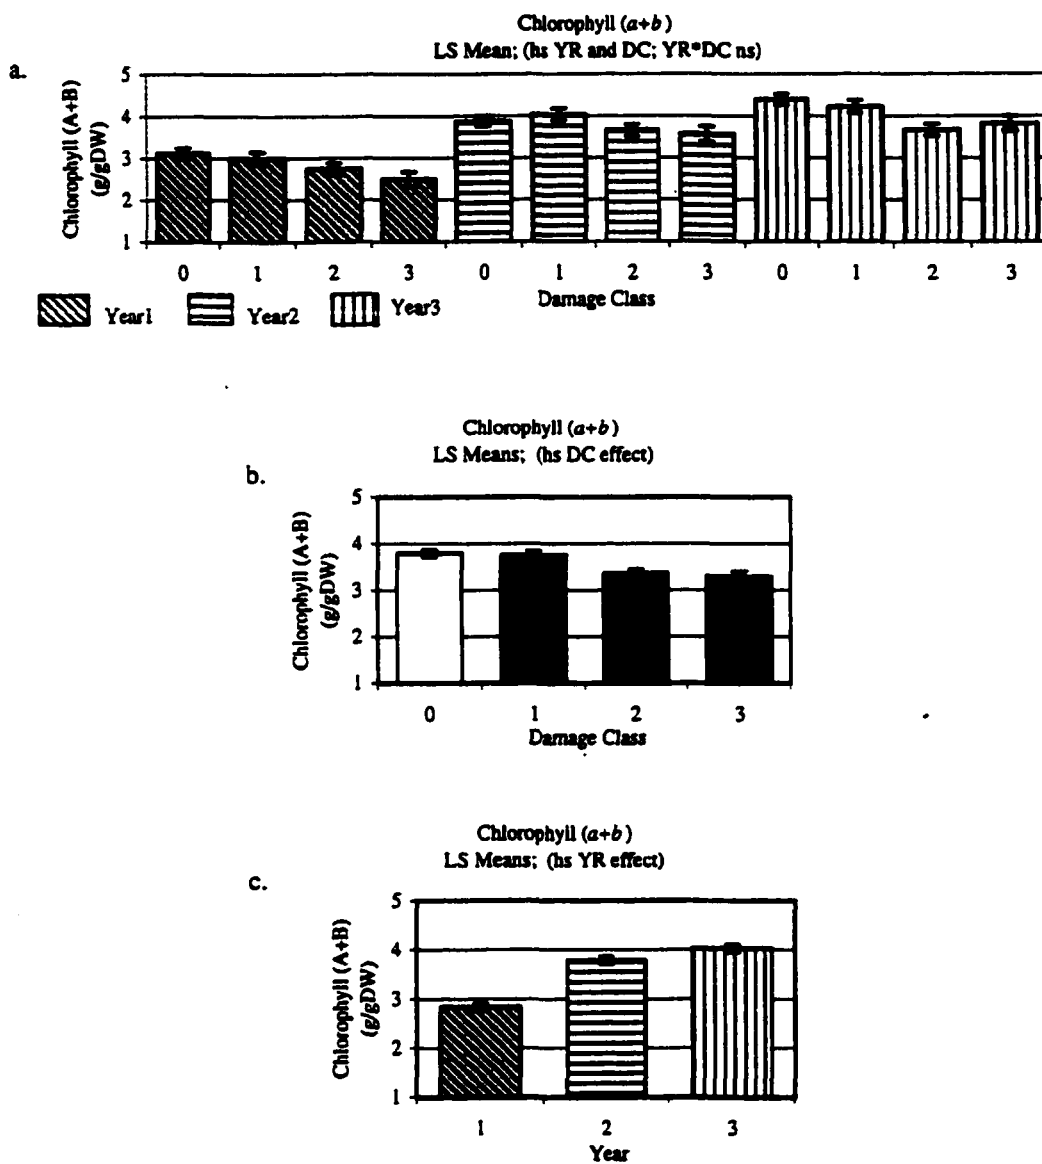 Chlorophyll (a+b)
LS Mean; (hs YR and DC; YR*DC ns)
a.
Chlorophyll (A+B)
(g/gDW)
5
4
3
2
1
0 1 2 3 0 1 2 3 0 1 2 3
Damage Class
Year1 Year2 Year3
Chlorophyll (a+b)
LS Means; (hs DC effect)
b.
Chlorophyll (A+B)
(g/gDW)
5
4
3
2
1
0 1 2 3
Damage Class
Chlorophyll (a+b)
LS Means; (hs YR effect)
c.
Chlorophyll (A+B)
(g/gDW)
5
4
3
2
1
1 2 3
Year